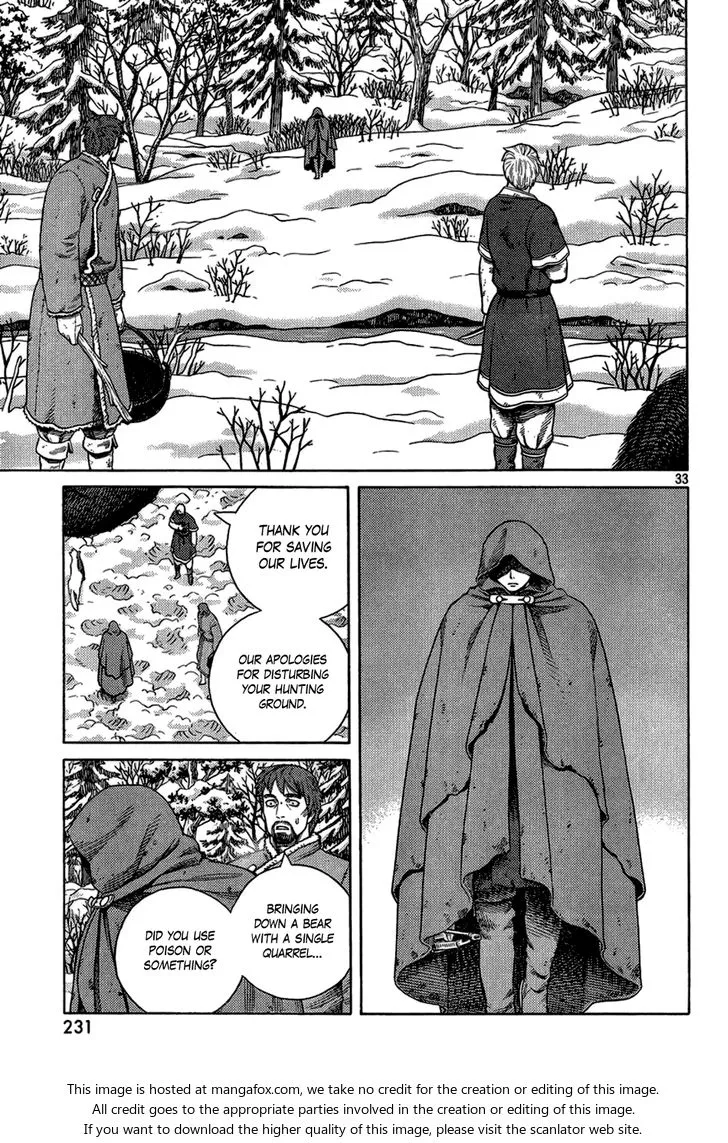 33
THANK YOU
FOR SAVING
OUR LIVES.
OUR APOLOGIES
FOR DISTURBING
YOUR HUNTING
GROUND.
BRINGING
DOWN A BEAR
WITH A SINGLE
QUARREL...
DID YOU USE
POISON OR
SOMETHING?
231
This image is hosted at mangafox.com, we take no credit for the creation or editing of this image.
All credit goes to the appropriate parties involved in the creation or editing of this image.
If you want to download the higher quality of this image, please visit the scanlator web site.